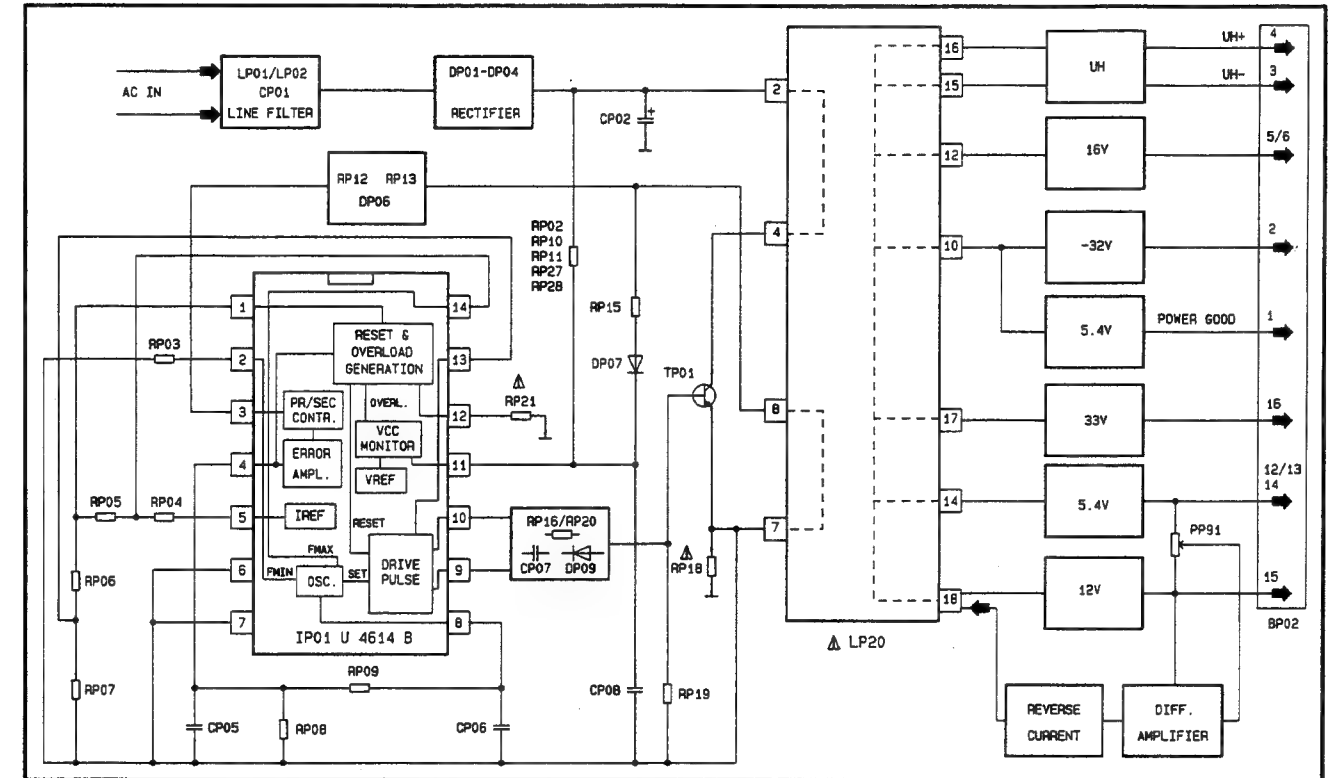 AC IN
LP01/LP02
CP01
LINE FILTER
DP01-DP04
RECTIFIER
CP02
+
2
16
15
UH
UH+
4
UH-
3
12
16V
5/6
RP12 RP13
DP06
RP02
RP10
RP11
RP27
RP28
4
10
-32V
2
5.4V
POWER GOOD
1
1
14
RESET &
OVERLOAD
GENERATION
RP15
RP03
2
13
DP07
TP01
RP21
3
PR/SEC
CONTR.
OVERL.
12
8
17
33V
16
VCC
MONITOR
4
ERROR
AMPL.
VREF
11
12/13
14
RP05
RP04
5
IREF
RESET
10
RP16/RP20
CP07
DP09
7
14
5.4V
PP91
RP18
FMAX
RP06
6
FMIN
OSC.
SET
DRIVE
PULSE
9
18
12V
15
7
8
IP01 U 4614 B
LP20
BP02
RP07
RP09
CP05
RP08
CP06
CP08
RP19
REVERSE
CURRENT
DIFF.
AMPLIFIER